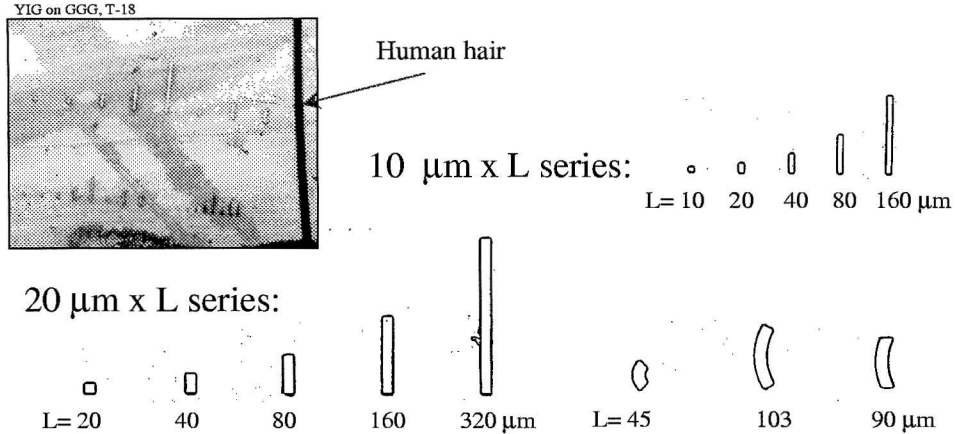 YIG on GGG, T-18
Human hair
10 μm x L series:
L= 10 20 40 80 160 μm
20 μm x L series:
L= 20 40 80 160 320 μm
L= 45 103 90 μm